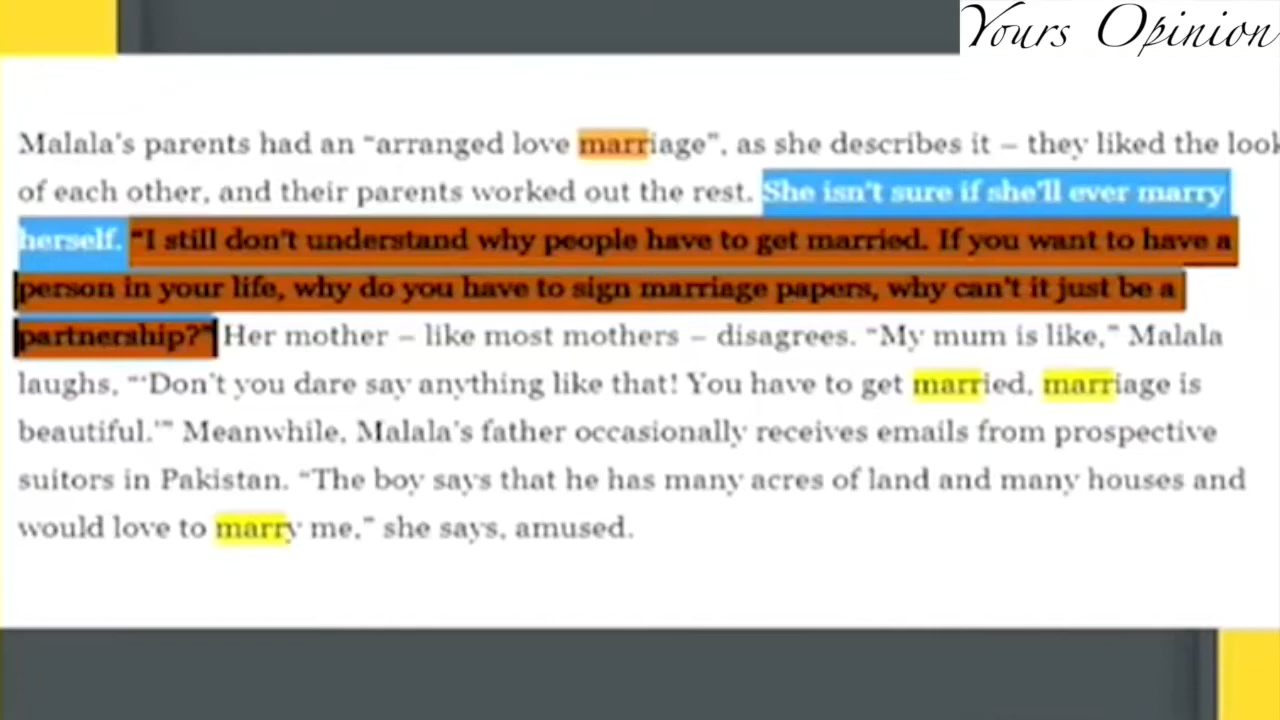 Yours Opinion
Malala's parents had an “arranged love marriage”, as she describes it – they liked the look
of each other, and their parents worked out the rest. She isn't sure if she'll ever marry
herself. “I still don't understand why people have to get married. If you want to have a
person in your life, why do you have to sign marriage papers, why can't it just be a
partnership?” Her mother – like most mothers – disagrees. “My mum is like,” Malala
laughs, “‘Don't you dare say anything like that! You have to get married, marriage is
beautiful.’” Meanwhile, Malala's father occasionally receives emails from prospective
suitors in Pakistan. “The boy says that he has many acres of land and many houses and
would love to marry me,” she says, amused.